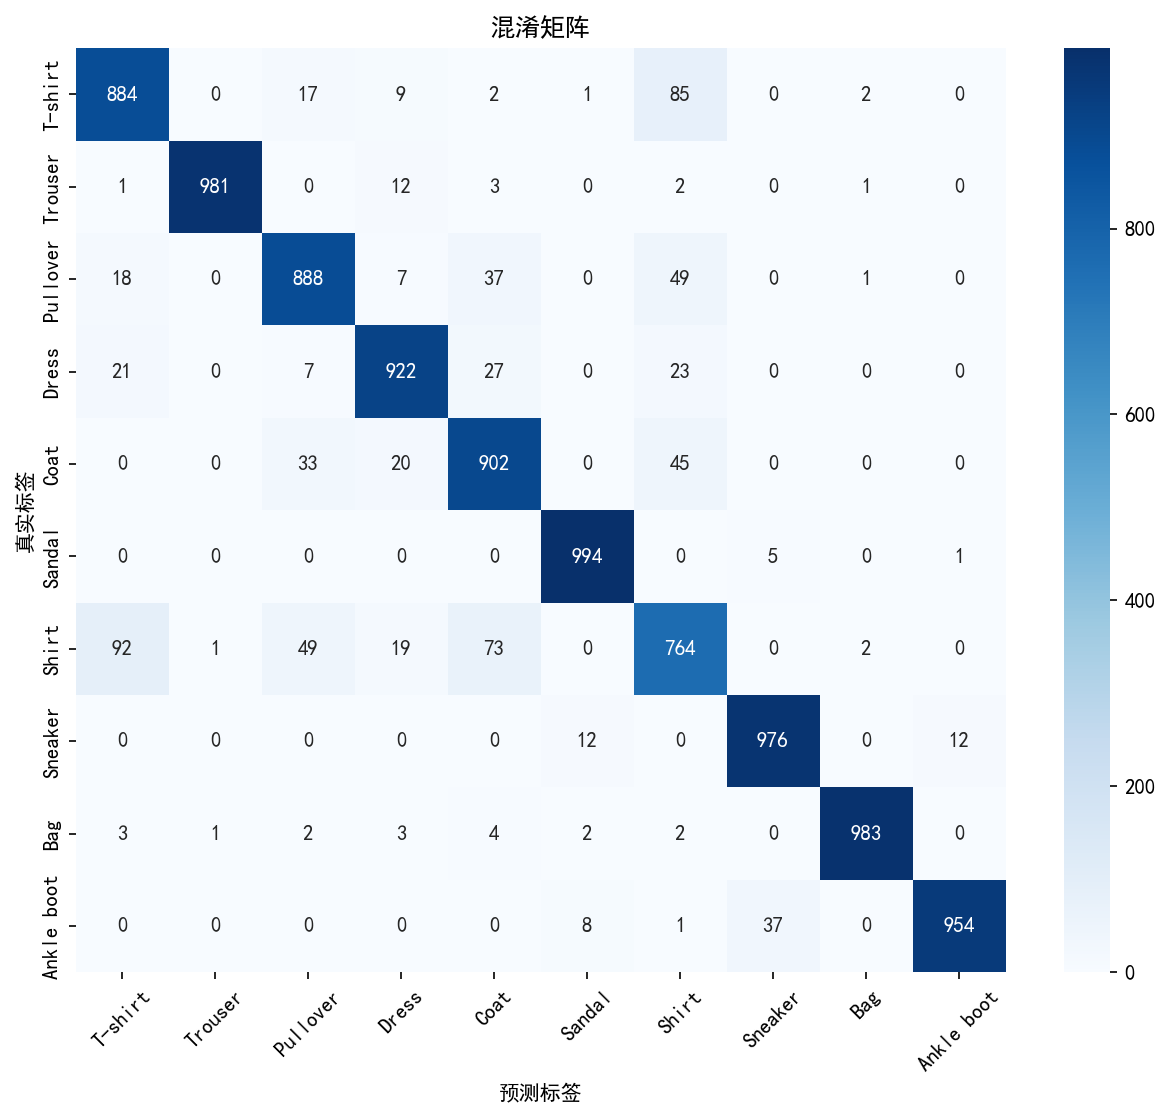 混淆矩阵
真实标签
T-shirt 884 0 17 9 2 1 85 0 2 0
Trouser 1 981 0 12 3 0 2 0 1 0
Pullover 18 0 888 7 37 0 49 0 1 0
Dress 21 0 7 922 27 0 23 0 0 0
Coat 0 0 33 20 902 0 45 0 0 0
Sandal 0 0 0 0 0 994 0 5 0 1
Shirt 92 1 49 19 73 0 764 0 2 0
Sneaker 0 0 0 0 0 12 0 976 0 12
Bag 3 1 2 3 4 2 2 0 983 0
Ankle boot 0 0 0 0 0 8 1 37 0 954
T-shirt Trouser Pullover Dress Coat Sandal Shirt Sneaker Bag Ankle boot
预测标签
800
600
400
200
0